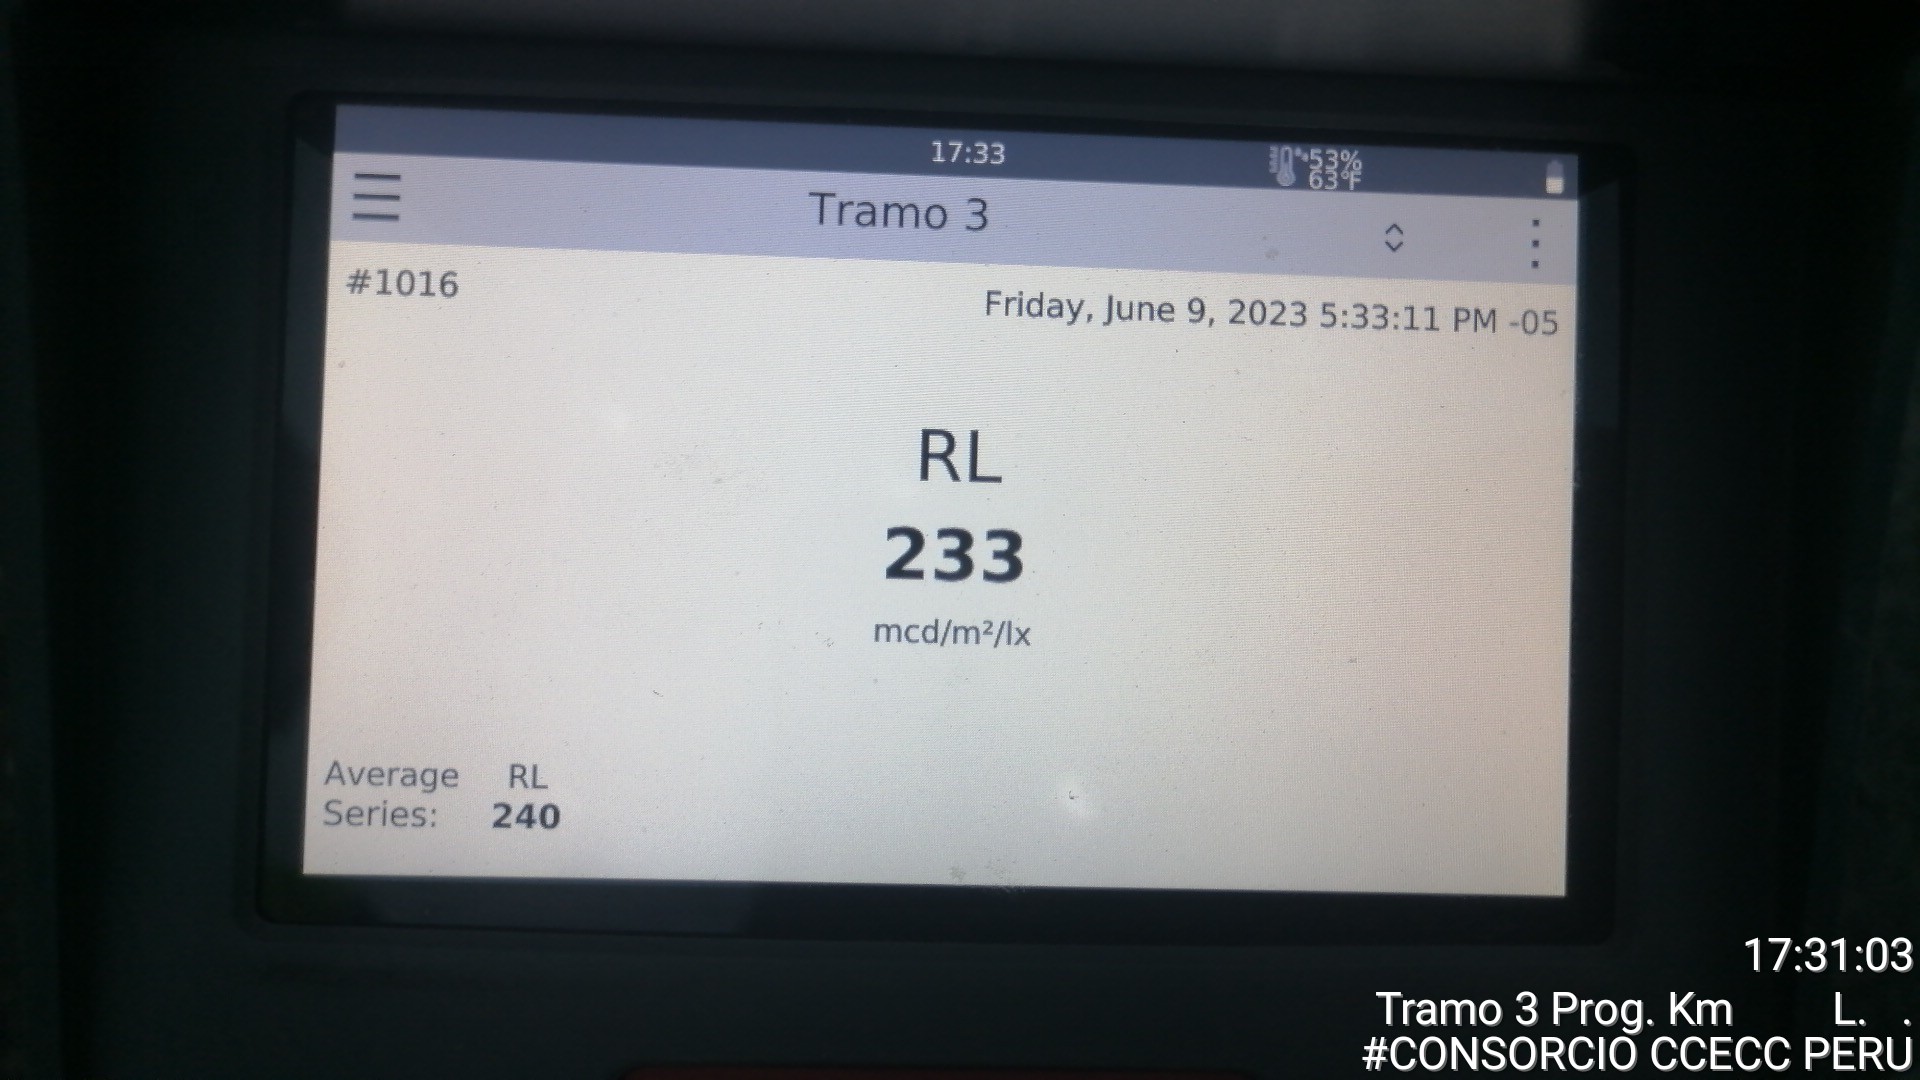 17:33
53%
63°F
Tramo 3
#1016
Friday, June 9, 2023 5:33:11 PM -05
RL
233
mcd/m²/lx
Average RL
Series: 240
17:31:03
Tramo 3 Prog. Km L. .
#CONSORCIO CCECC PERU